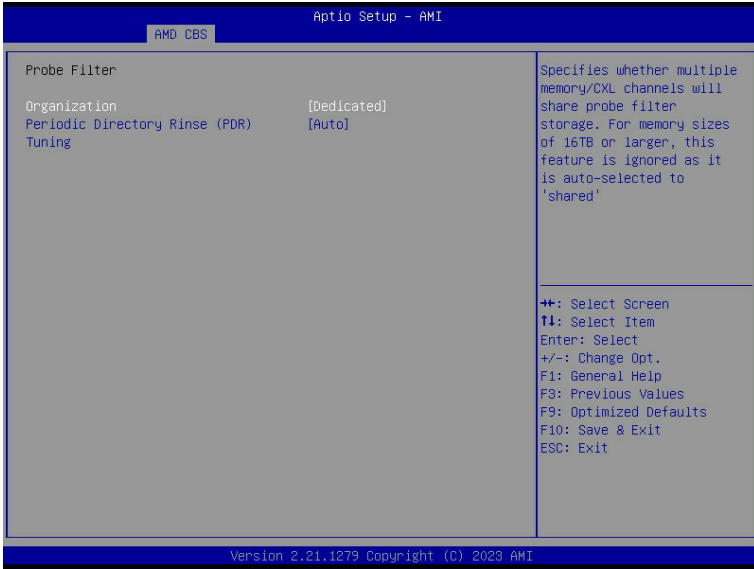 Aptio Setup – AMI
AMD CBS
Probe Filter
Organization [Dedicated]
Periodic Directory Rinse (PDR) [Auto]
Tuning
Specifies whether multiple
memory/CXL channels will
share probe filter
storage. For memory sizes
of 16TB or larger, this
feature is ignored as it
is auto-selected to
'shared'
→←: Select Screen
↑↓: Select Item
Enter: Select
+/-: Change Opt.
F1: General Help
F3: Previous Values
F9: Optimized Defaults
F10: Save & Exit
ESC: Exit
Version 2.21.1279 Copyright (C) 2023 AMI